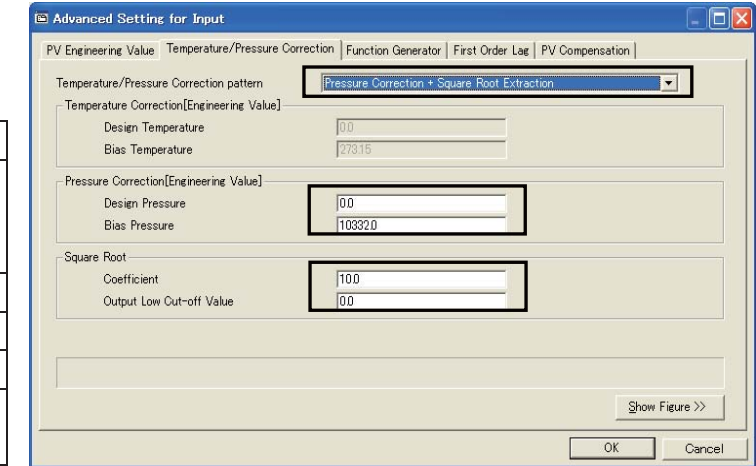 Advanced Setting for Input
PV Engineering Value Temperature/Pressure Correction Function Generator First Order Lag PV Compensation
Temperature/Pressure Correction pattern Pressure Correction + Square Root Extraction
Temperature Correction[Engineering Value]
Design Temperature 0.0
Bias Temperature 273.15
Pressure Correction[Engineering Value]
Design Pressure 0.0
Bias Pressure 10332.0
Square Root
Coefficient 10.0
Output Low Cut-off Value 0.0
Show Figure >>
OK Cancel